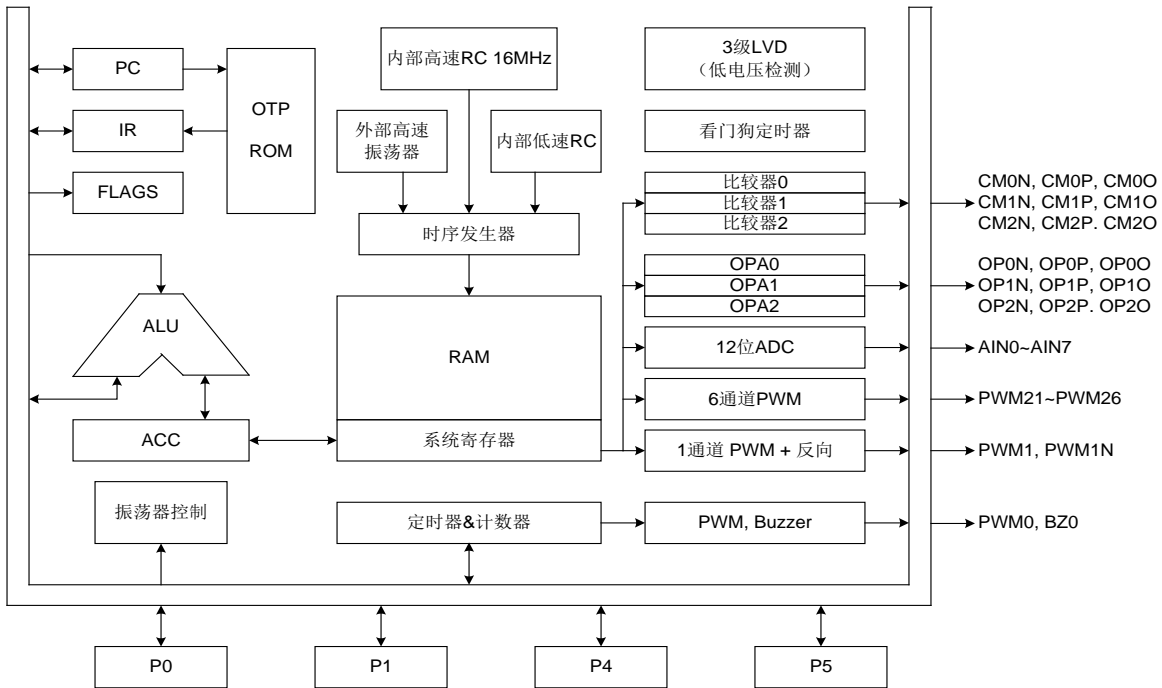 PC
IR
FLAGS
OTP
ROM
内部高速RC 16MHz
外部高速
振荡器
内部低速RC
时序发生器
3级LVD
（低电压检测）
看门狗定时器
比较器0
比较器1
比较器2
CM0N, CM0P, CM0O
CM1N, CM1P, CM1O
CM2N, CM2P. CM2O
OPA0
OPA1
OPA2
OP0N, OP0P, OP0O
OP1N, OP1P, OP1O
OP2N, OP2P. OP2O
ALU
RAM
12位ADC
AIN0~AIN7
6通道PWM
PWM21~PWM26
ACC
系统寄存器
1通道 PWM + 反向
PWM1, PWM1N
振荡器控制
定时器&计数器
PWM, Buzzer
PWM0, BZ0
P0
P1
P4
P5